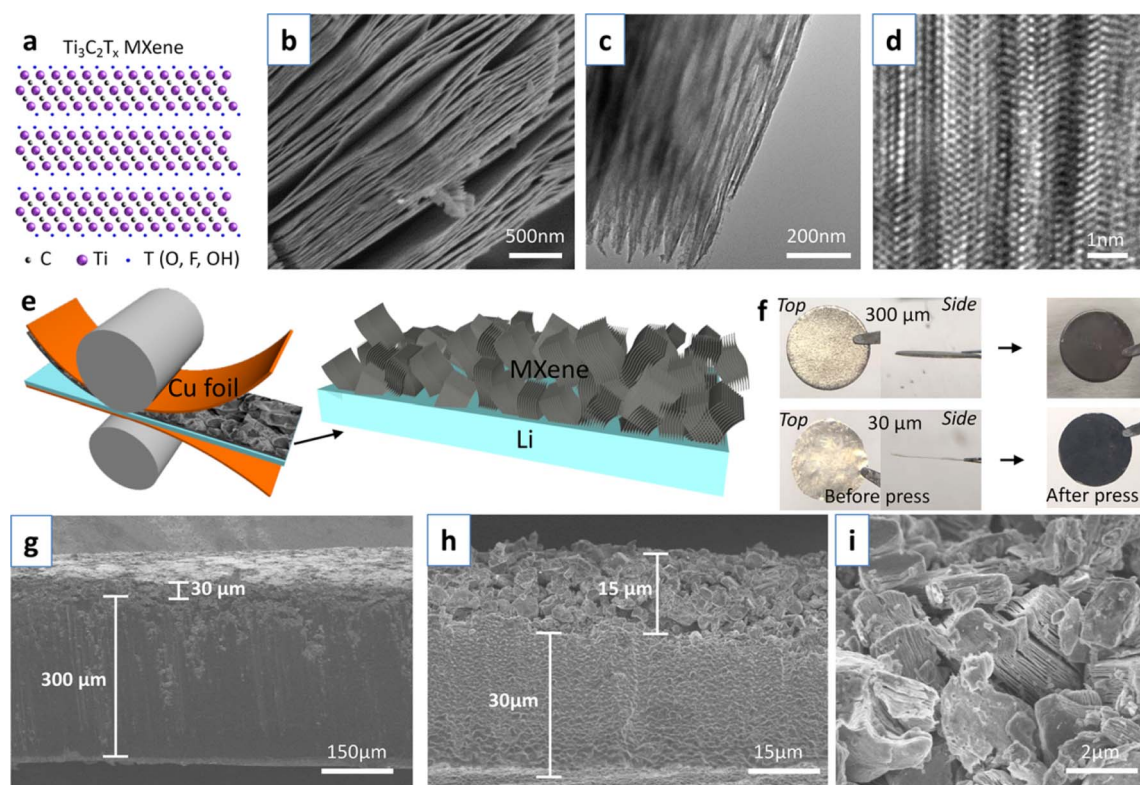 a
Ti₃C₂Tₓ MXene
C Ti T (O, F, OH)
b
500nm
c
200nm
d
1nm
e
Cu foil
MXene
Li
f
Top 300 μm Side
Top 30 μm Side
Before press After press
g
30 μm
300 μm
150μm
h
15 μm
30μm
15μm
i
2μm